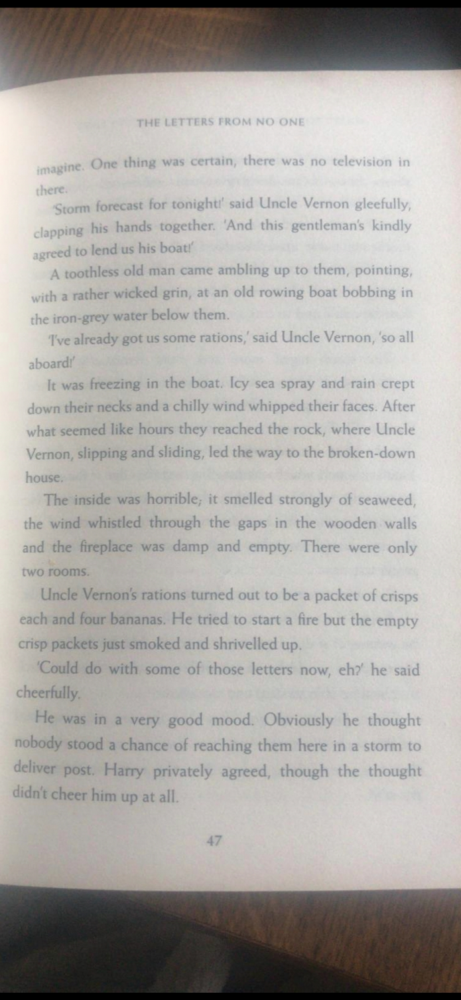 THE LETTERS FROM NO ONE
imagine. One thing was certain, there was no television in
there.
'Storm forecast for tonight!' said Uncle Vernon gleefully,
clapping his hands together. 'And this gentleman's kindly
agreed to lend us his boat!'
A toothless old man came ambling up to them, pointing,
with a rather wicked grin, at an old rowing boat bobbing in
the iron-grey water below them.
'I've already got us some rations,' said Uncle Vernon, 'so all
aboard!'
It was freezing in the boat. Icy sea spray and rain crept
down their necks and a chilly wind whipped their faces. After
what seemed like hours they reached the rock, where Uncle
Vernon, slipping and sliding, led the way to the broken-down
house.
The inside was horrible; it smelled strongly of seaweed,
the wind whistled through the gaps in the wooden walls
and the fireplace was damp and empty. There were only
two rooms.
Uncle Vernon's rations turned out to be a packet of crisps
each and four bananas. He tried to start a fire but the empty
crisp packets just smoked and shrivelled up.
'Could do with some of those letters now, eh?' he said
cheerfully.
He was in a very good mood. Obviously he thought
nobody stood a chance of reaching them here in a storm to
deliver post. Harry privately agreed, though the thought
didn't cheer him up at all.
47